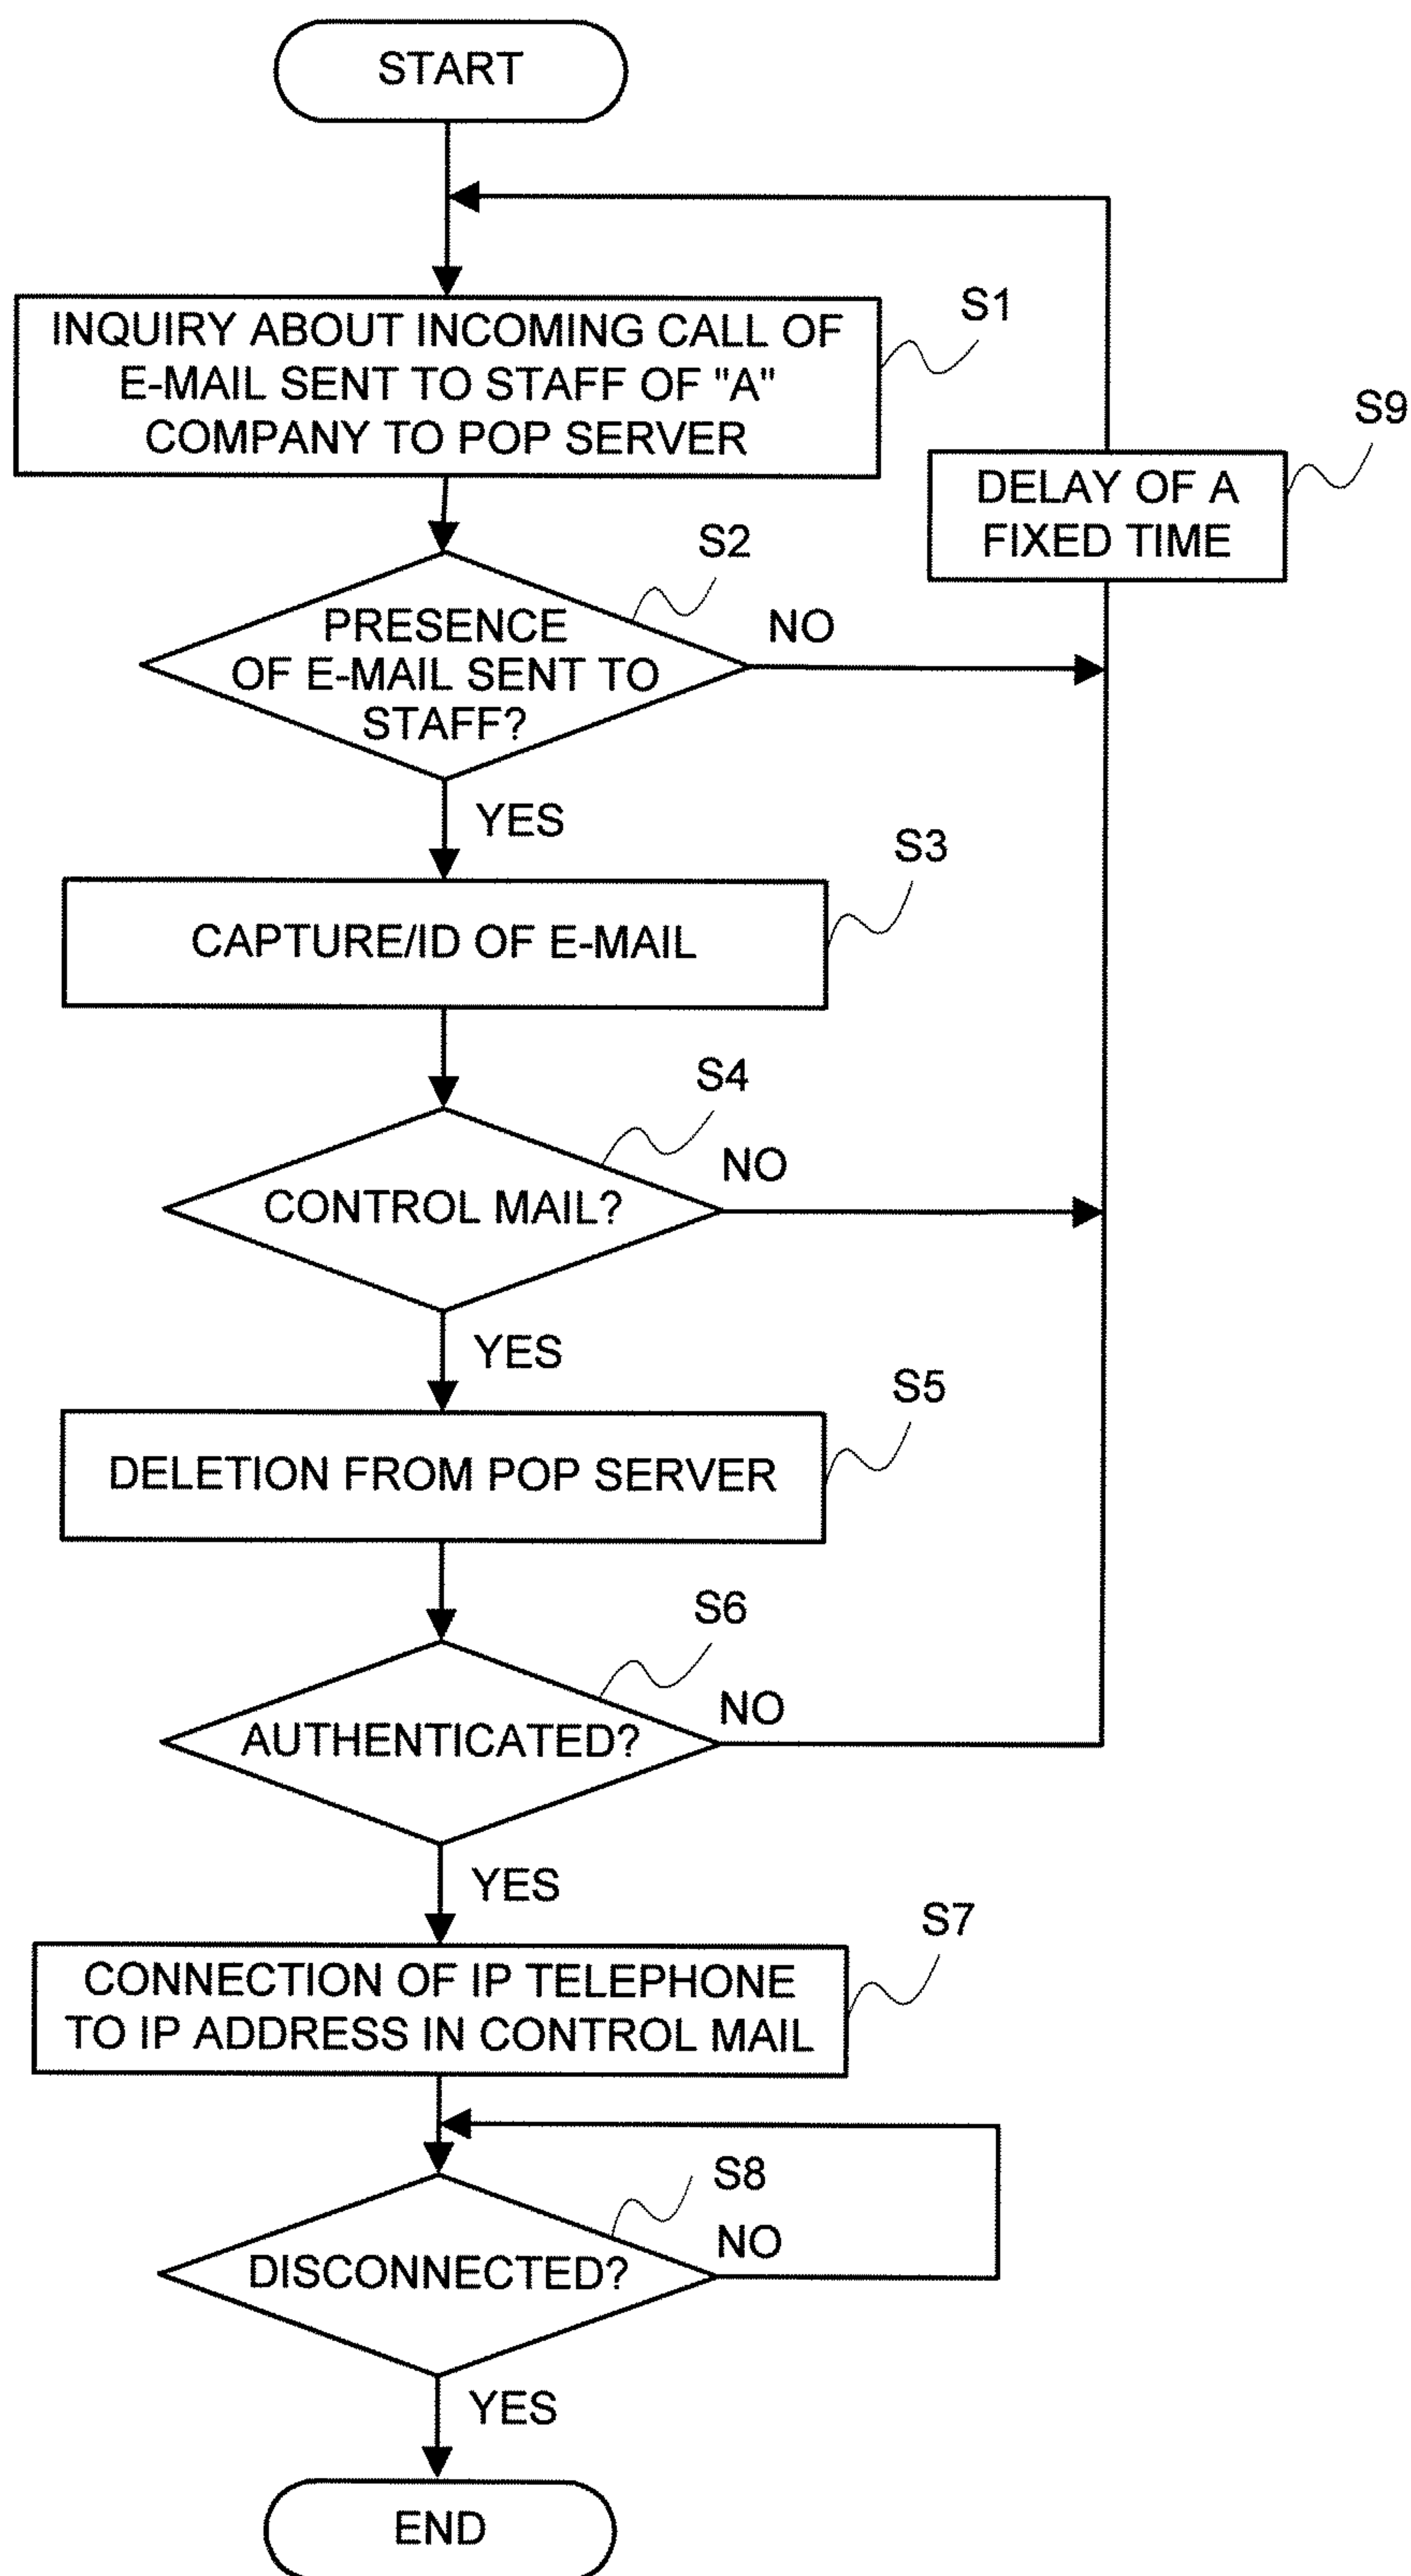 START
INQUIRY ABOUT INCOMING CALL OF
E-MAIL SENT TO STAFF OF "A"
COMPANY TO POP SERVER
S1
S9
DELAY OF A
FIXED TIME
S2
PRESENCE
OF E-MAIL SENT TO
STAFF?
NO
YES
S3
CAPTURE/ID OF E-MAIL
S4
CONTROL MAIL?
NO
YES
S5
DELETION FROM POP SERVER
S6
AUTHENTICATED?
NO
YES
S7
CONNECTION OF IP TELEPHONE
TO IP ADDRESS IN CONTROL MAIL
S8
DISCONNECTED?
NO
YES
END